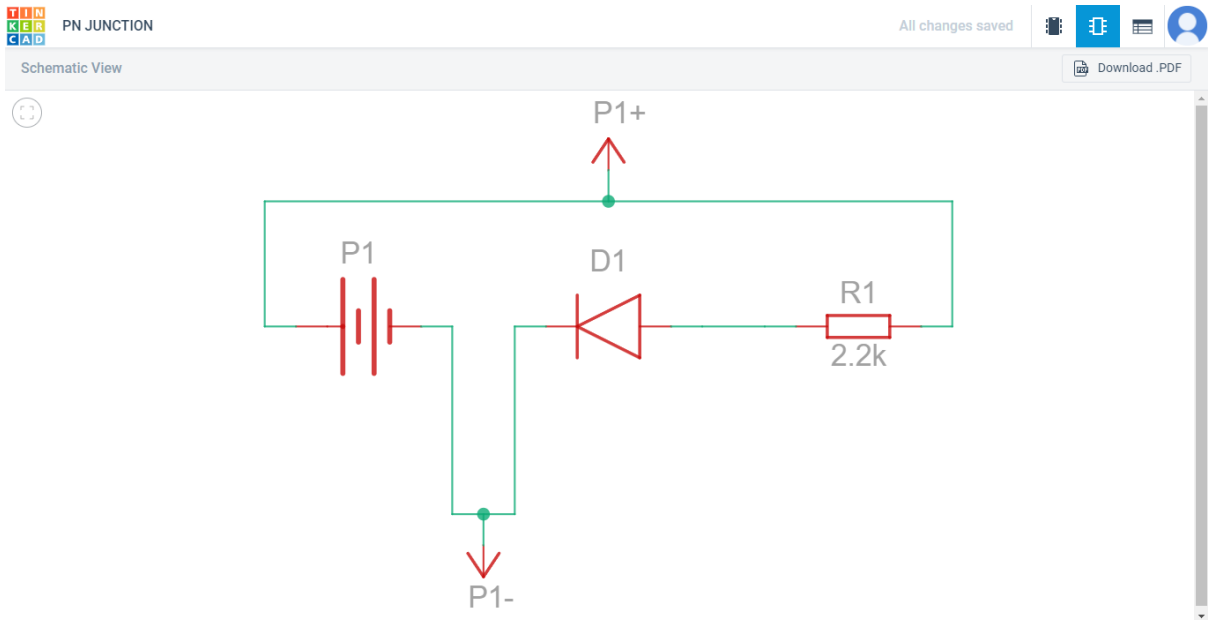 TIN
KER
CAD
PN JUNCTION
All changes saved
Schematic View
PDF
Download .PDF
P1+
P1
D1
R1
2.2k
P1-